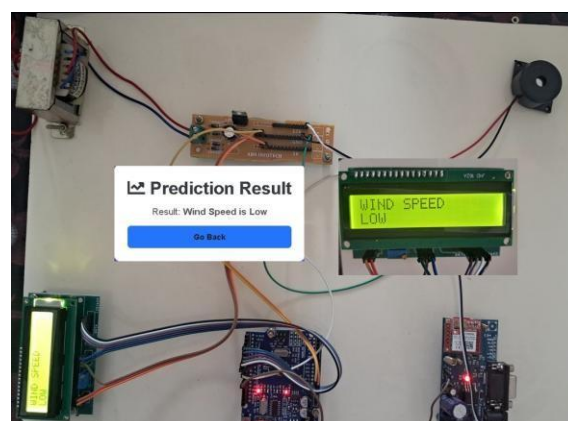 Prediction Result
Result: Wind Speed is Low
Go Back
WIND SPEED
LOW
WIND SPEED
LOW